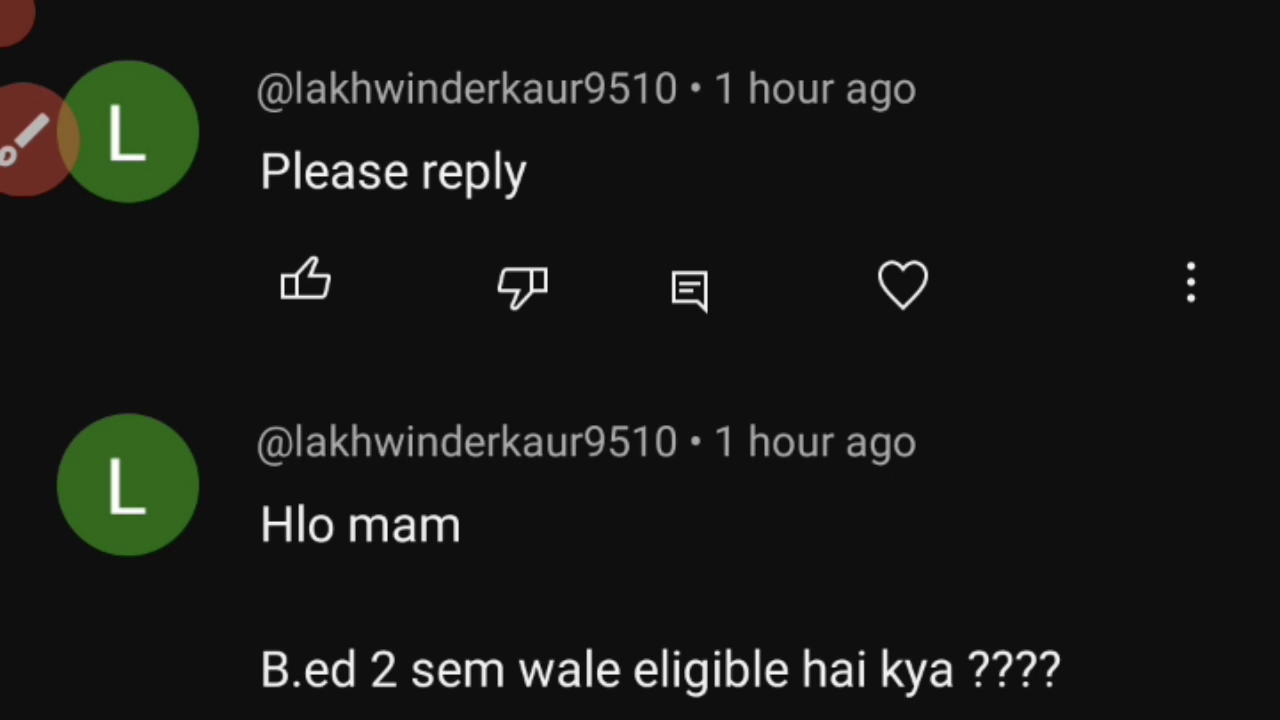 L
@lakhwinderkaur9510 • 1 hour ago
Please reply
L
@lakhwinderkaur9510 • 1 hour ago
Hlo mam
B.ed 2 sem wale eligible hai kya ????